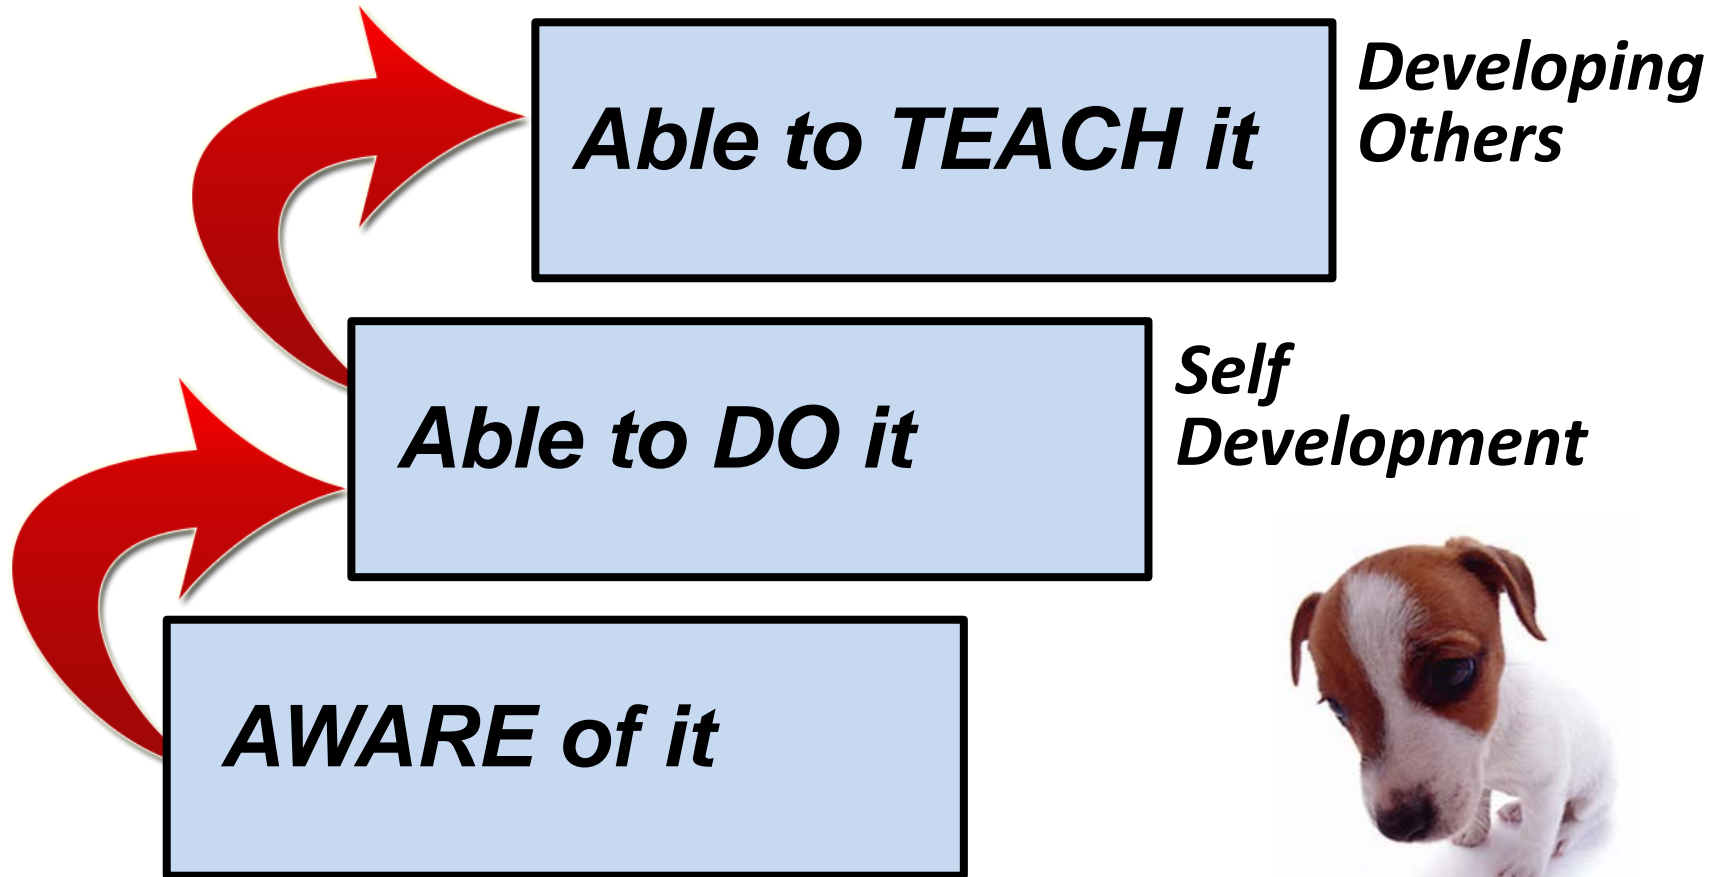 Able to TEACH it
Developing
Others
Able to DO it
Self
Development
AWARE of it